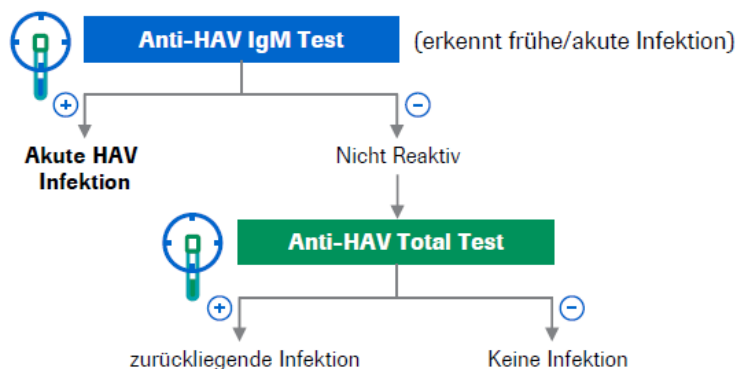 Anti-HAV IgM Test (erkennt frühe/akute Infektion)
+ −
Akute HAV Nicht Reaktiv
Infektion
Anti-HAV Total Test
+ −
zurückliegende Infektion Keine Infektion